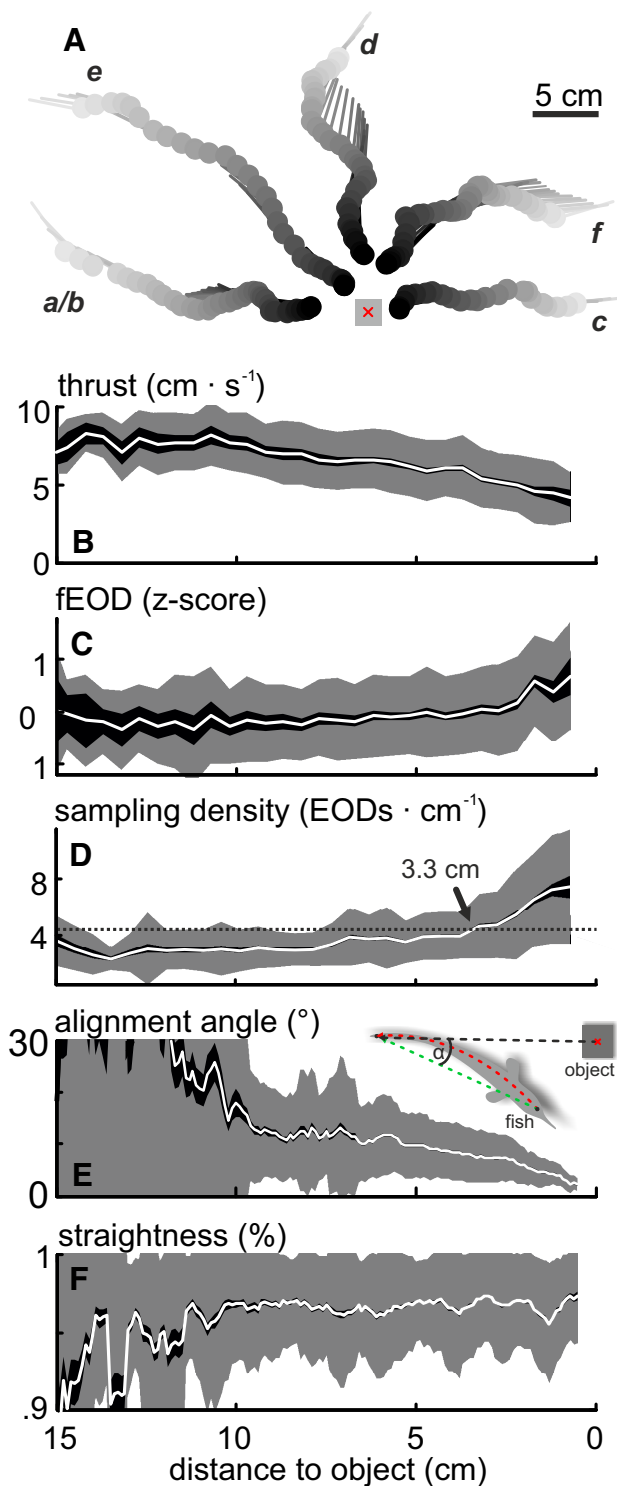 A
d
e
5 cm
f
a/b
c
thrust (cm · s⁻¹)
10
5
0
B
fEOD (z-score)
C
1
0
1
sampling density (EODs · cm⁻¹)
D
3.3 cm
8
4
alignment angle (°)
30
α
object
fish
E
0
straightness (%)
1
F
.9
15 10 5 0
distance to object (cm)